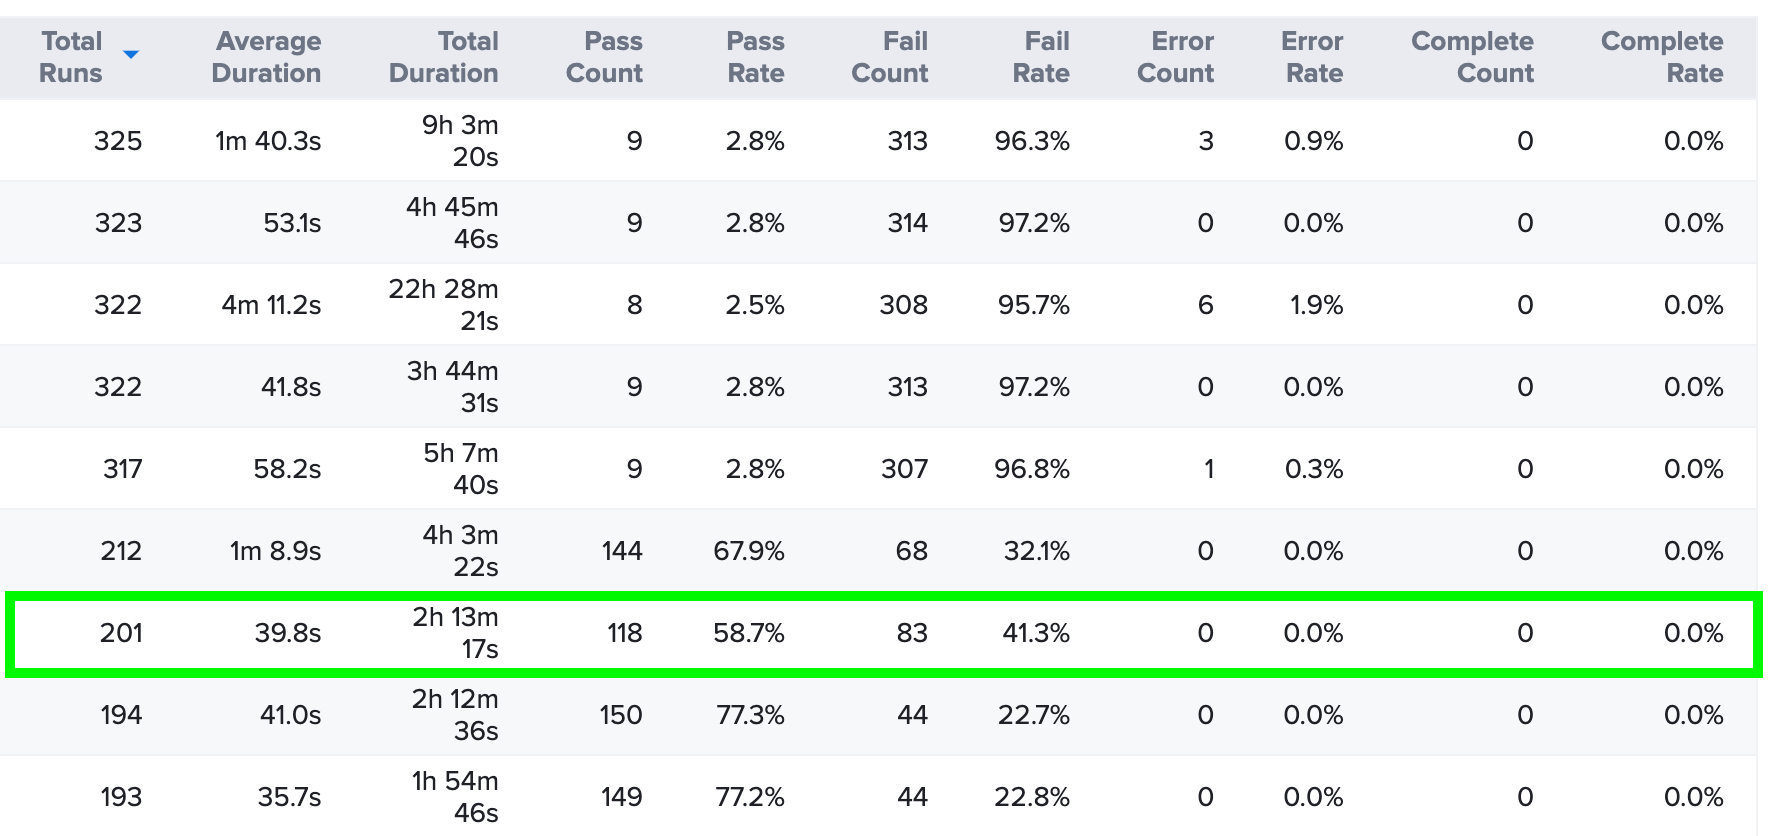 Total Runs Average Duration Total Duration Pass Count Pass Rate Fail Count Fail Rate Error Count Error Rate Complete Count Complete Rate
325 1m 40.3s 9h 3m 20s 9 2.8% 313 96.3% 3 0.9% 0 0.0%
323 53.1s 4h 45m 46s 9 2.8% 314 97.2% 0 0.0% 0 0.0%
322 4m 11.2s 22h 28m 21s 8 2.5% 308 95.7% 6 1.9% 0 0.0%
322 41.8s 3h 44m 31s 9 2.8% 313 97.2% 0 0.0% 0 0.0%
317 58.2s 5h 7m 40s 9 2.8% 307 96.8% 1 0.3% 0 0.0%
212 1m 8.9s 4h 3m 22s 144 67.9% 68 32.1% 0 0.0% 0 0.0%
201 39.8s 2h 13m 17s 118 58.7% 83 41.3% 0 0.0% 0 0.0%
194 41.0s 2h 12m 36s 150 77.3% 44 22.7% 0 0.0% 0 0.0%
193 35.7s 1h 54m 46s 149 77.2% 44 22.8% 0 0.0% 0 0.0%